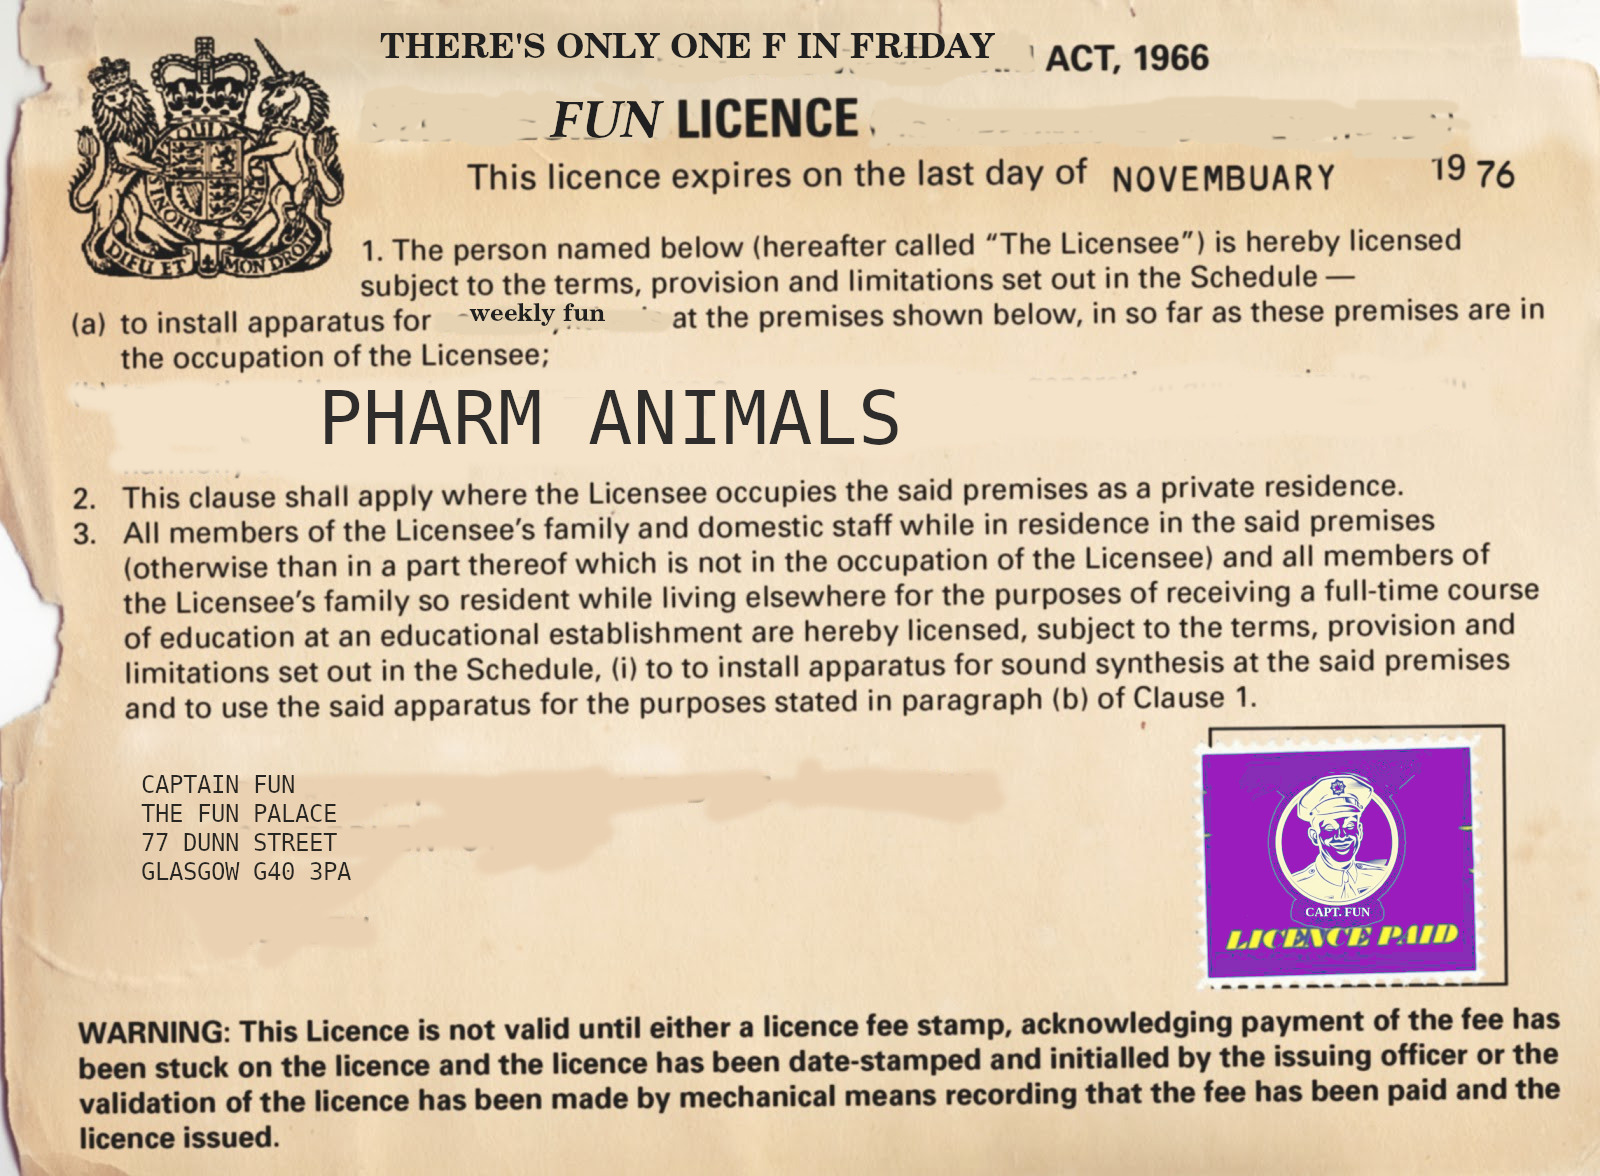 THERE'S ONLY ONE F IN FRIDAY ACT, 1966
FUN LICENCE
This licence expires on the last day of NOVEMBUARY 1976
1. The person named below (hereafter called “The Licensee”) is hereby licensed
subject to the terms, provision and limitations set out in the Schedule —
(a) to install apparatus for weekly fun at the premises shown below, in so far as these premises are in
the occupation of the Licensee;
PHARM ANIMALS
2. This clause shall apply where the Licensee occupies the said premises as a private residence.
3. All members of the Licensee’s family and domestic staff while in residence in the said premises
(otherwise than in a part thereof which is not in the occupation of the Licensee) and all members of
the Licensee’s family so resident while living elsewhere for the purposes of receiving a full-time course
of education at an educational establishment are hereby licensed, subject to the terms, provision and
limitations set out in the Schedule, (i) to to install apparatus for sound synthesis at the said premises
and to use the said apparatus for the purposes stated in paragraph (b) of Clause 1.
CAPTAIN FUN
THE FUN PALACE
77 DUNN STREET
GLASGOW G40 3PA
CAPT. FUN
LICENCE PAID
WARNING: This Licence is not valid until either a licence fee stamp, acknowledging payment of the fee has
been stuck on the licence and the licence has been date-stamped and initialled by the issuing officer or the
validation of the licence has been made by mechanical means recording that the fee has been paid and the
licence issued.
DIEU ET MON DROIT